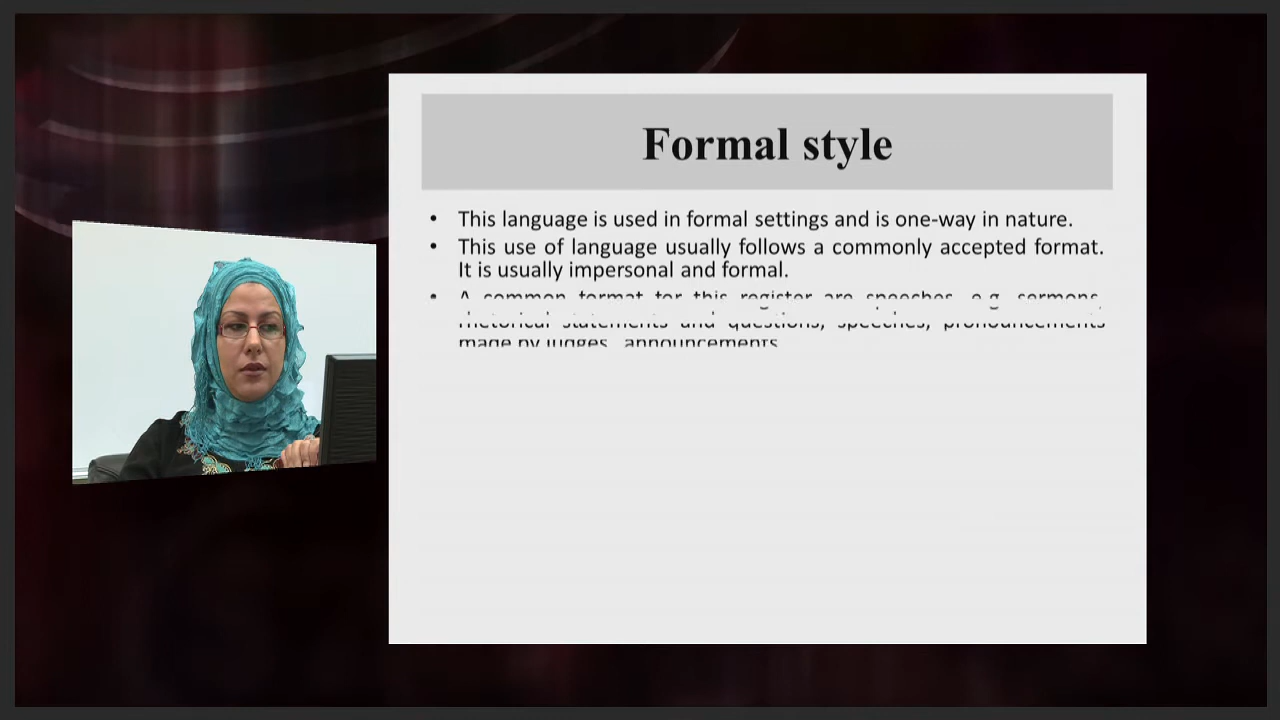 Formal style
• This language is used in formal settings and is one-way in nature.
• This use of language usually follows a commonly accepted format.
It is usually impersonal and formal.
• A common format for this register are speeches, e.g. sermons,
rhetorical statements and questions, speeches, pronouncements
made by judges, announcements